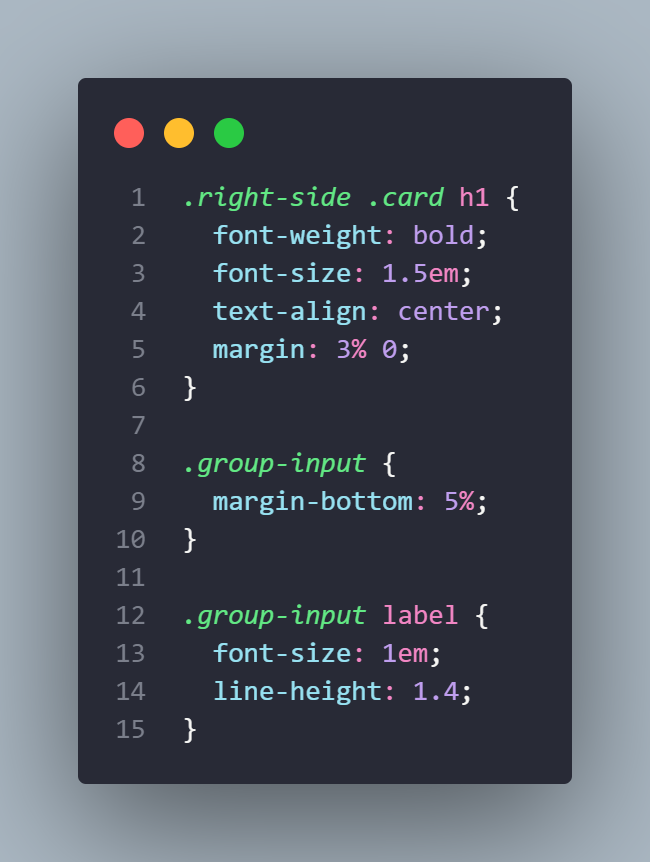 1 .right-side .card h1 {
2   font-weight: bold;
3   font-size: 1.5em;
4   text-align: center;
5   margin: 3% 0;
6 }
7
8 .group-input {
9   margin-bottom: 5%;
10 }
11
12 .group-input label {
13   font-size: 1em;
14   line-height: 1.4;
15 }